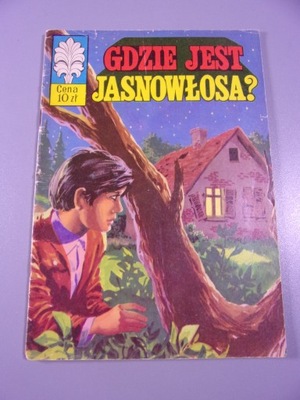 GDZIE JEST
JASNOWŁOSA?
Cena
10 zł